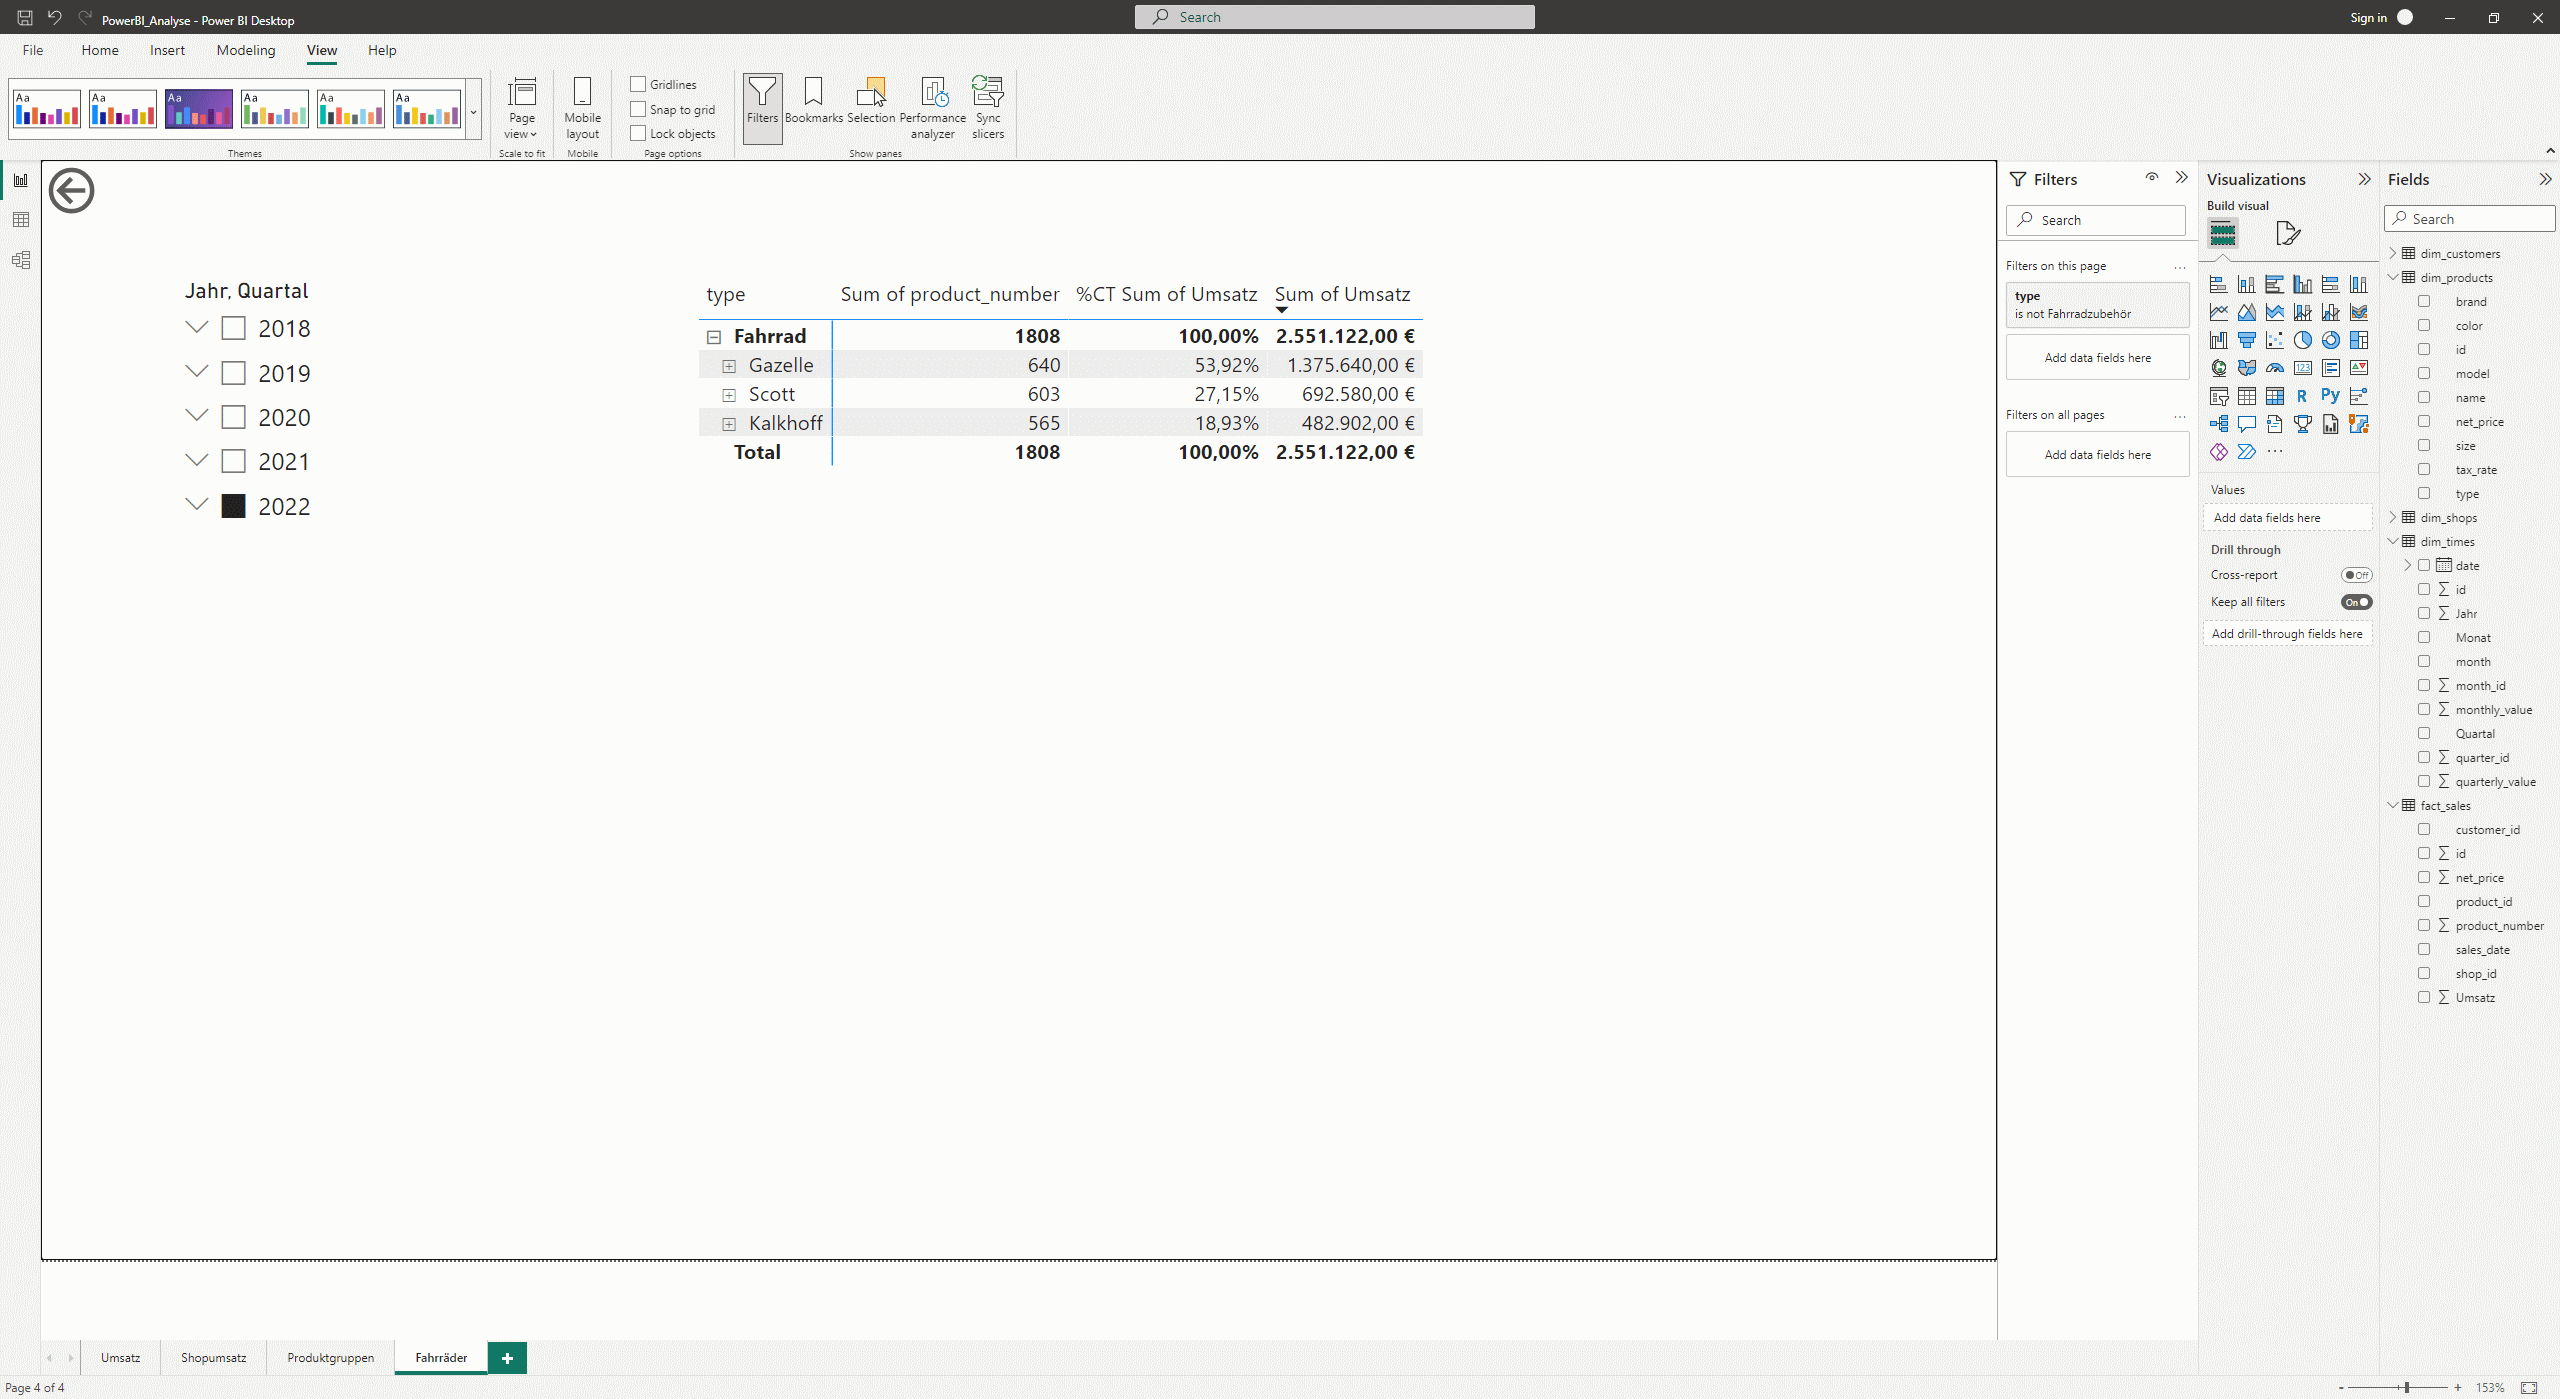 PowerBI_Analyse - Power BI Desktop
Search
Sign in
File Home Insert Modeling View Help
Aa Aa Aa Aa Aa Aa
Themes
Page view
Scale to fit
Mobile layout
Mobile
Gridlines
Snap to grid
Lock objects
Page options
Filters
Bookmarks
Selection
Performance analyzer
Sync slicers
Show panes
Jahr, Quartal
2018
2019
2020
2021
2022
type Sum of product_number %CT Sum of Umsatz Sum of Umsatz
Fahrrad 1808 100,00% 2.551.122,00 €
Gazelle 640 53,92% 1.375.640,00 €
Scott 603 27,15% 692.580,00 €
Kalkhoff 565 18,93% 482.902,00 €
Total 1808 100,00% 2.551.122,00 €
Filters
Search
Filters on this page ...
type
is not Fahrradzubehör
Add data fields here
Filters on all pages ...
Add data fields here
Visualizations
Build visual
123
R Py
...
Values
Add data fields here
Drill through
Cross-report Off
Keep all filters On
Add drill-through fields here
Fields
Search
dim_customers
dim_products
brand
color
id
model
name
net_price
size
tax_rate
type
dim_shops
dim_times
date
Σ id
Σ Jahr
Monat
month
Σ month_id
Σ monthly_value
Quartal
Σ quarter_id
Σ quarterly_value
fact_sales
customer_id
Σ id
Σ net_price
product_id
Σ product_number
sales_date
shop_id
Σ Umsatz
Umsatz Shopumsatz Produktgruppen Fahrräder +
Page 4 of 4
- + 153%